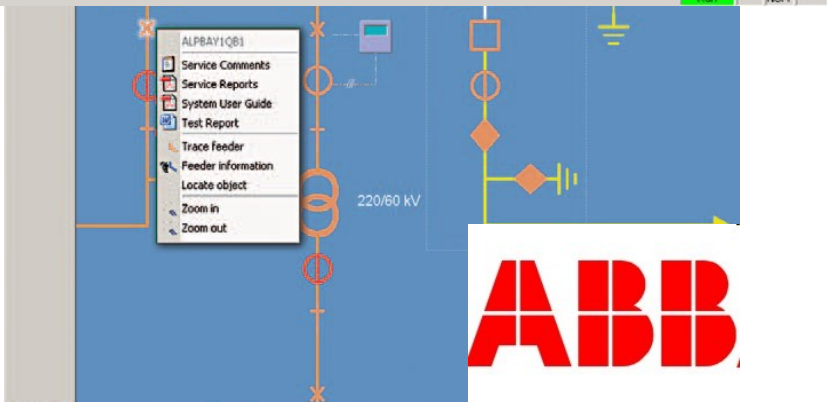 ALPBAY1QB1
Service Comments
Service Reports
System User Guide
Test Report
Trace feeder
Feeder information
Locate object
Zoom in
Zoom out
220/60 kV
ABB